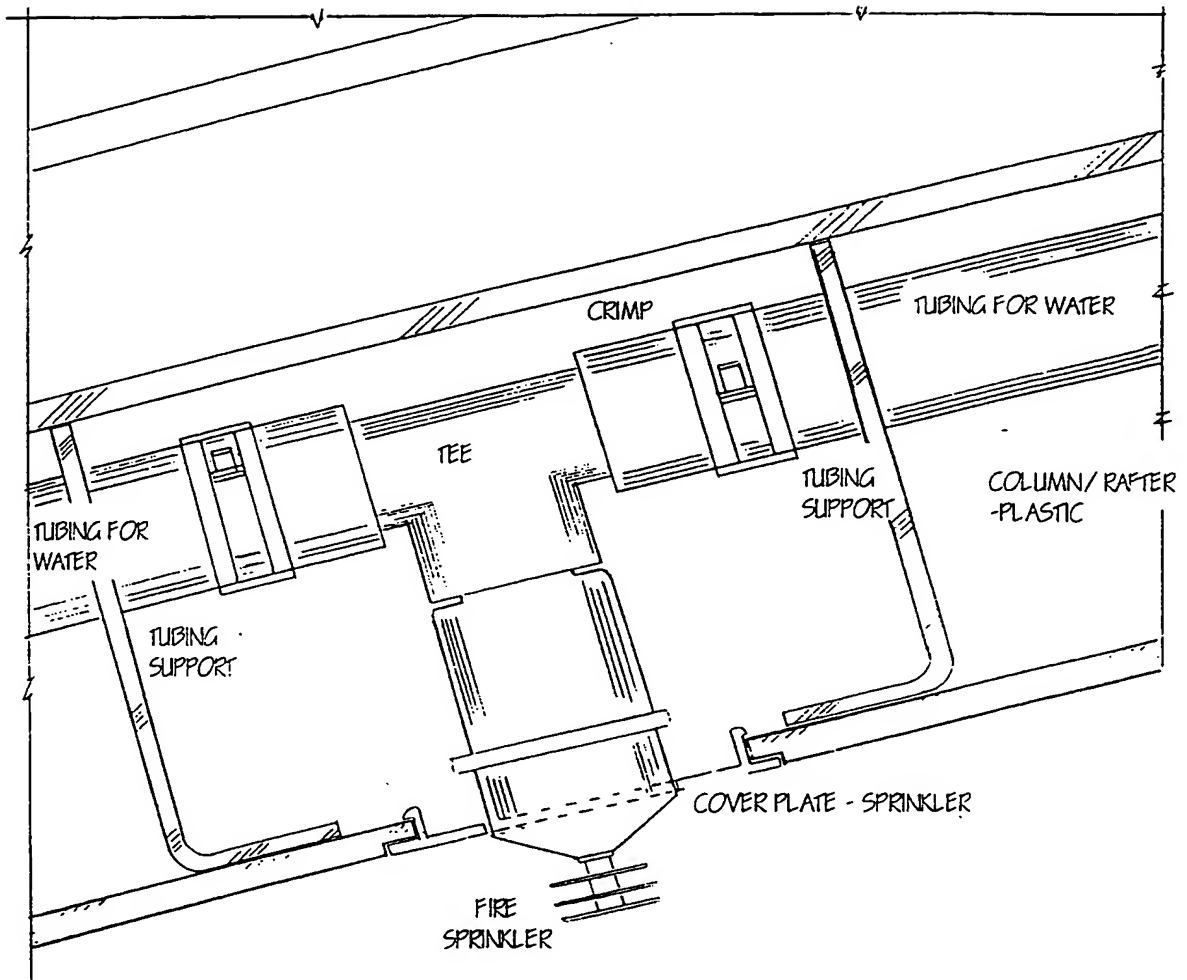 CRIMP
TUBING FOR WATER
TEE
TUBING
SUPPORT
COLUMN/ RAFTER
-PLASTIC
TUBING FOR
WATER
TUBING
SUPPORT
COVER PLATE - SPRINKLER
FIRE
SPRINKLER